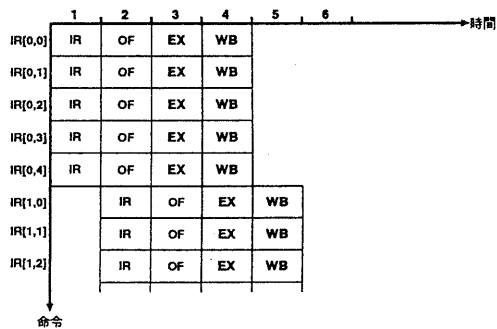 1 2 3 4 5 6
時間
IR[0,0] IR OF EX WB
IR[0,1] IR OF EX WB
IR[0,2] IR OF EX WB
IR[0,3] IR OF EX WB
IR[0,4] IR OF EX WB
IR[1,0] IR OF EX WB
IR[1,1] IR OF EX WB
IR[1,2] IR OF EX WB
命令